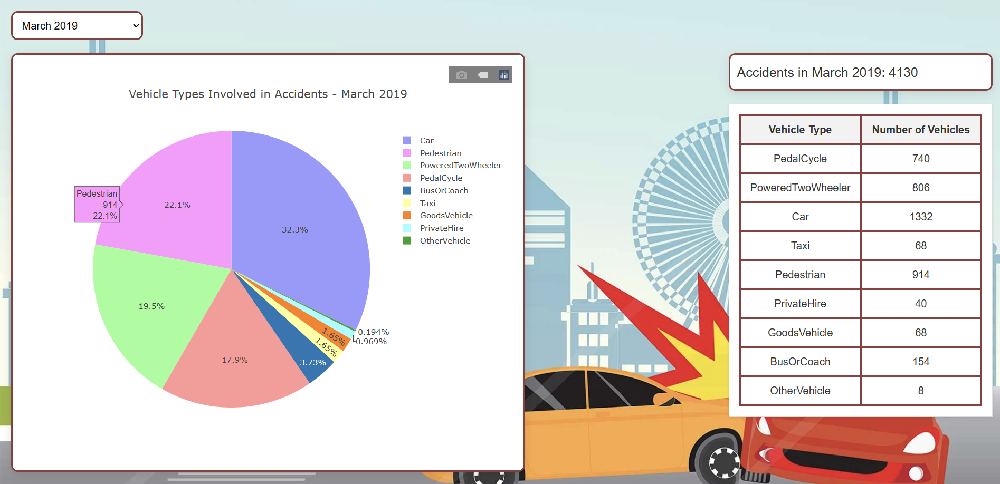 March 2019
Vehicle Types Involved in Accidents - March 2019
Car
Pedestrian
PoweredTwoWheeler
PedalCycle
BusOrCoach
Taxi
GoodsVehicle
PrivateHire
OtherVehicle
Pedestrian
914
22.1%
22.1%
32.3%
19.5%
17.9%
3.73%
1.65%
1.65%
0.194%
0.969%
Accidents in March 2019: 4130
Vehicle Type Number of Vehicles
PedalCycle 740
PoweredTwoWheeler 806
Car 1332
Taxi 68
Pedestrian 914
PrivateHire 40
GoodsVehicle 68
BusOrCoach 154
OtherVehicle 8